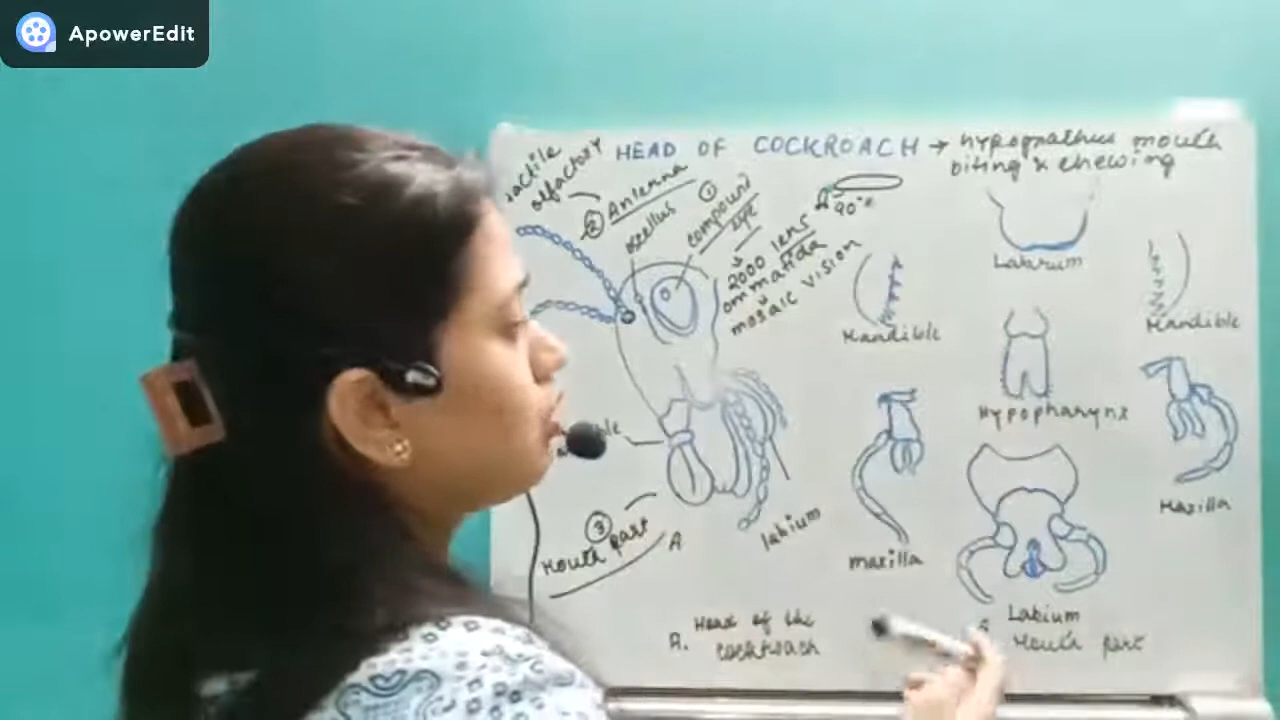 ApowerEdit
HEAD OF COCKROACH → hypognathus mouth
biting & chewing
tactile
olfactory
② Antenna
ocellus
① compound
eye
2000 lens
ommatida
mosaic vision
90°
Labrum
Mandible
Mandible
Hypopharynx
Maxilla
maxilla
labium
③
Mouth part
A
Labium
Mouth part
A. Head of the
cockroach